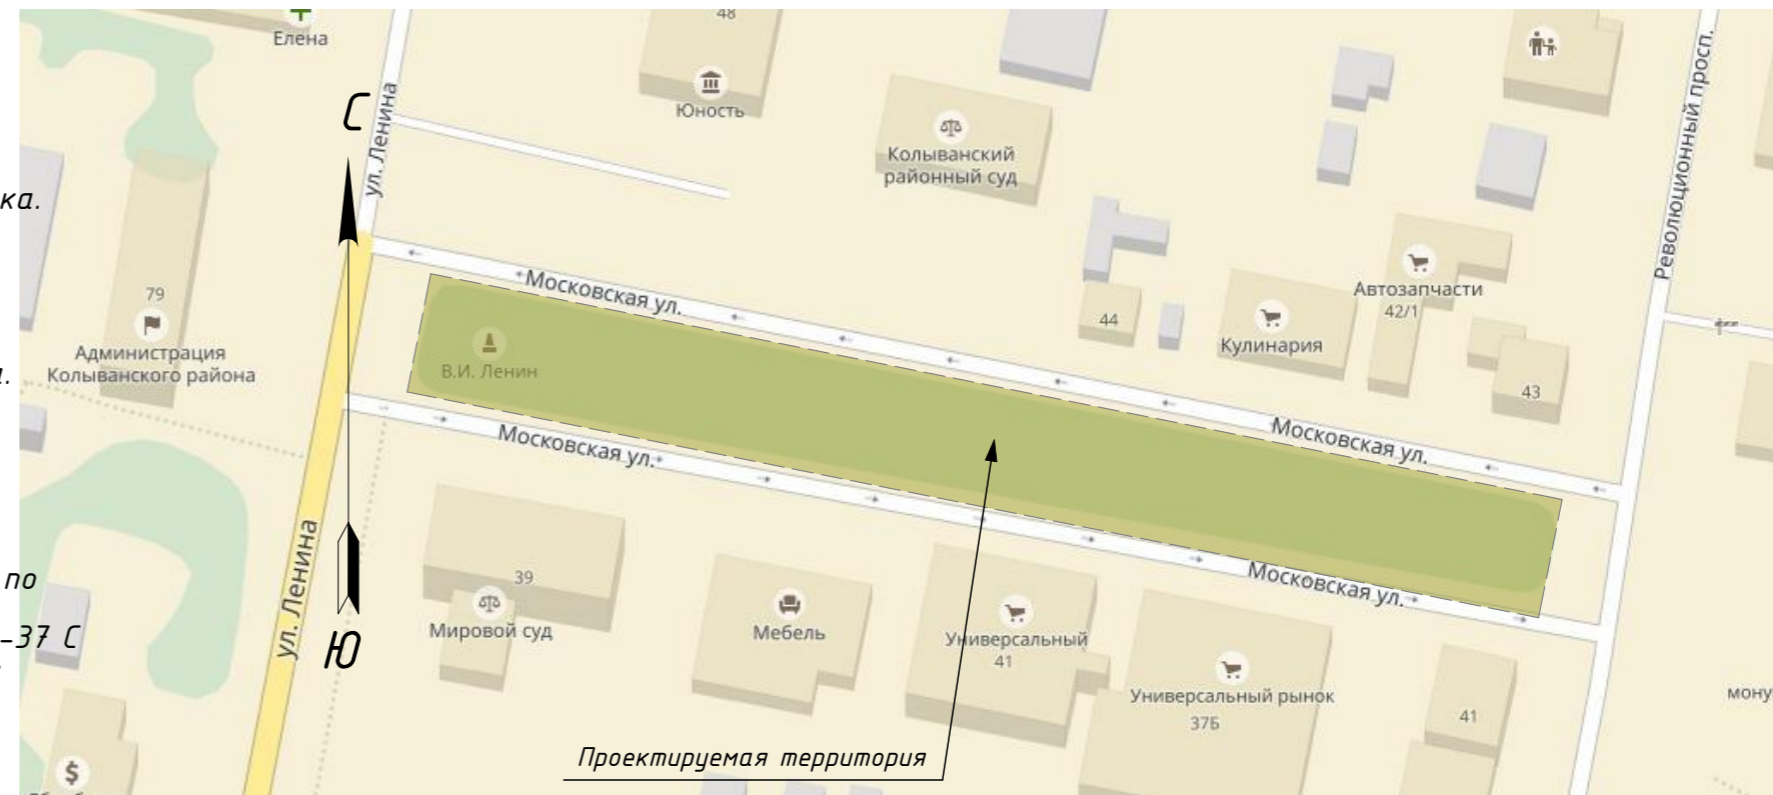 48
Елена
С
ул. Ленина
Юность
Колыванский
районный суд
Революционный просп.
ка.
79
Администрация
Колыванского района
Московская ул.
В.И. Ленин
44
Кулинария
Автозапчасти
42/1
43
Московская ул.
Московская ул.
Московская ул.
ул. Ленина
Ю
по
-37 С
39
Мировой суд
Мебель
Универсальный
41
Универсальный рынок
37Б
41
мону
$
Проектируемая территория